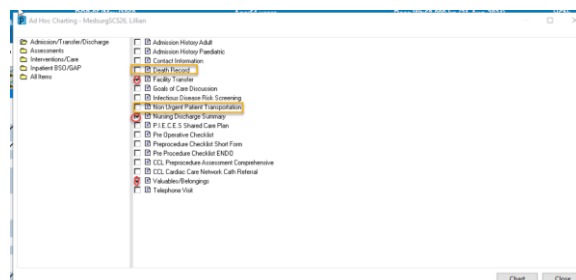 Ad Hoc Charting - MedsurgSCS26, Lillian
Admission/Transfer/Discharge
Assessments
Interventions/Care
Inpatient BSO/GAP
All Items
Admission History Adult
Admission History Paediatric
Contact Information
Death Record
Facility Transfer
Goals of Care Discussion
Infectious Disease Risk Screening
Non Urgent Patient Transportation
Nursing Discharge Summary
P.I.E.C.E.S Shared Care Plan
Pre Operative Checklist
Preprocedure Checklist Short Form
Pre Procedure Checklist ENDO
CCL Preprocedure Assessment Comprehensive
CCL Cardiac Care Network Cath Referral
Valuables/Belongings
Telephone Visit
Chart
Close